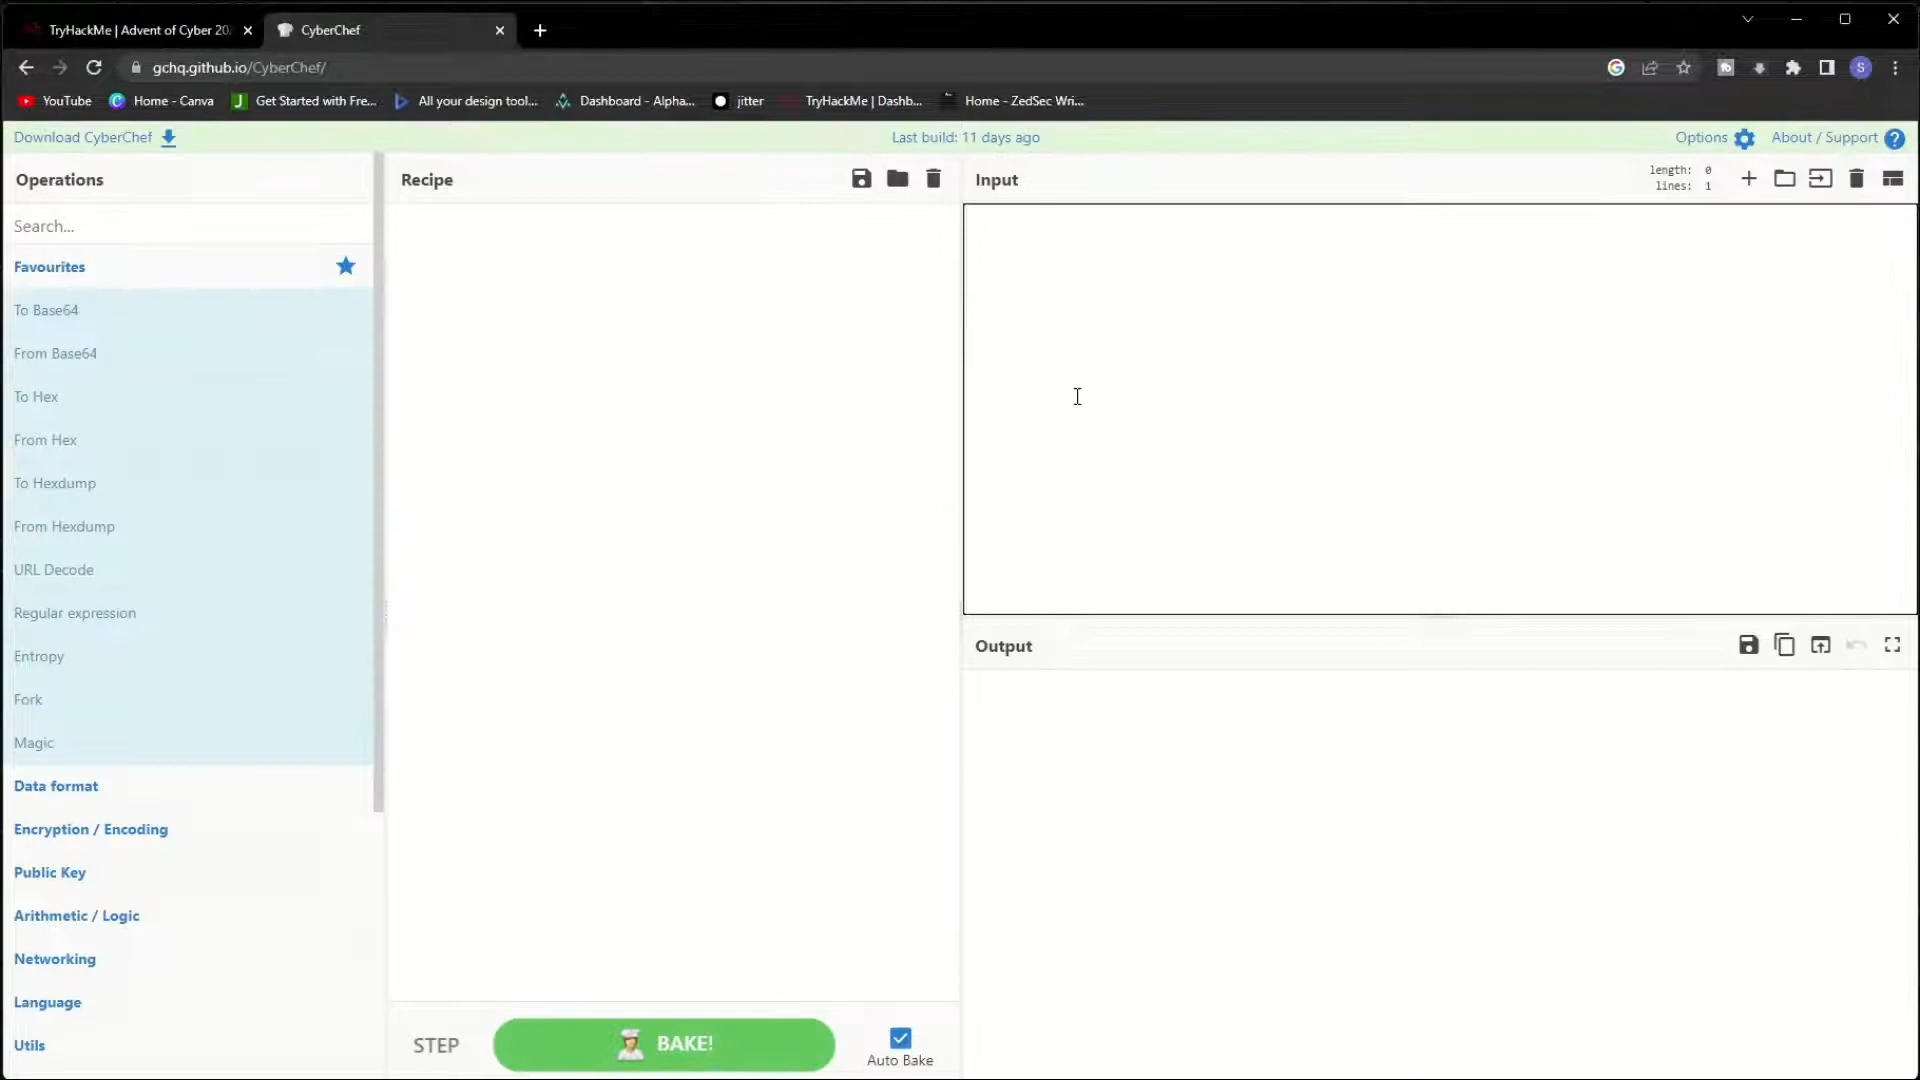 TryHackMe | Advent of Cyber 20
CyberChef
gchq.github.io/CyberChef/
S
YouTube
Home - Canva
Get Started with Fre...
All your design tool...
Dashboard - Alpha...
jitter
TryHackMe | Dashb...
Home - ZedSec Wri...
Download CyberChef
Last build: 11 days ago
Options
About / Support
Operations
Recipe
Input
length: 0
lines: 1
Search...
Favourites
To Base64
From Base64
To Hex
From Hex
To Hexdump
From Hexdump
URL Decode
Regular expression
Entropy
Fork
Magic
Data format
Encryption / Encoding
Public Key
Arithmetic / Logic
Networking
Language
Utils
Output
STEP
BAKE!
Auto Bake